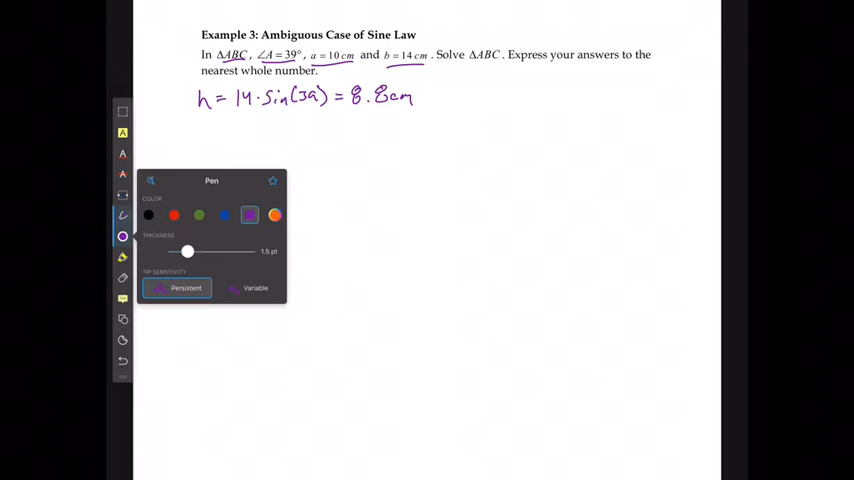 Example 3: Ambiguous Case of Sine Law
In ΔABC, ∠A = 39°, a = 10 cm and b = 14 cm. Solve ΔABC. Express your answers to the
nearest whole number.
h = 14 · sin(39) = 8.8cm
Pen
COLOR
THICKNESS
1.5 pt
TIP SENSITIVITY
Persistent Variable